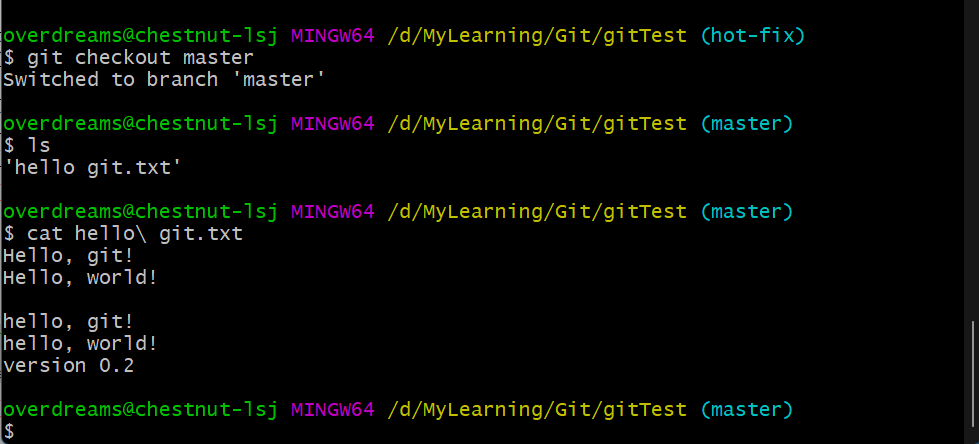 overdreams@chestnut-lsj MINGW64 /d/MyLearning/Git/gitTest (hot-fix)
$ git checkout master
Switched to branch 'master'
overdreams@chestnut-lsj MINGW64 /d/MyLearning/Git/gitTest (master)
$ ls
'hello git.txt'
overdreams@chestnut-lsj MINGW64 /d/MyLearning/Git/gitTest (master)
$ cat hello\ git.txt
Hello, git!
Hello, world!
hello, git!
hello, world!
version 0.2
overdreams@chestnut-lsj MINGW64 /d/MyLearning/Git/gitTest (master)
$